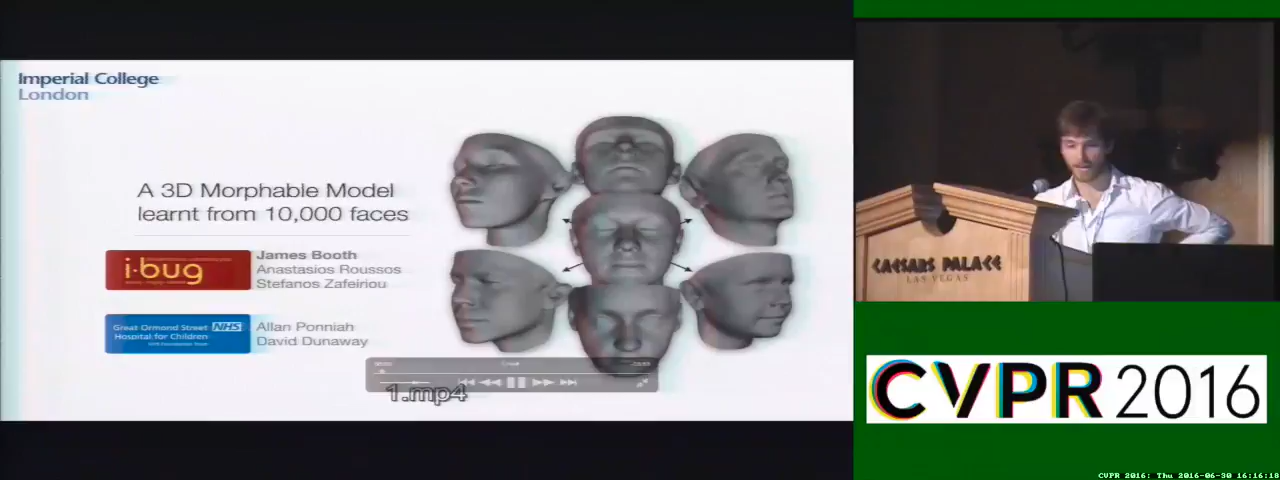 Imperial College
London
A 3D Morphable Model
learnt from 10,000 faces
i·bug
James Booth
Anastasios Roussos
Stefanos Zafeiriou
Great Ormond Street NHS
Hospital for Children
Allan Ponniah
David Dunaway
1.mp4
CAESARS PALACE
LAS VEGAS
CVPR 2016
CVPR 2016: Thu 2016-06-30 16:16:18